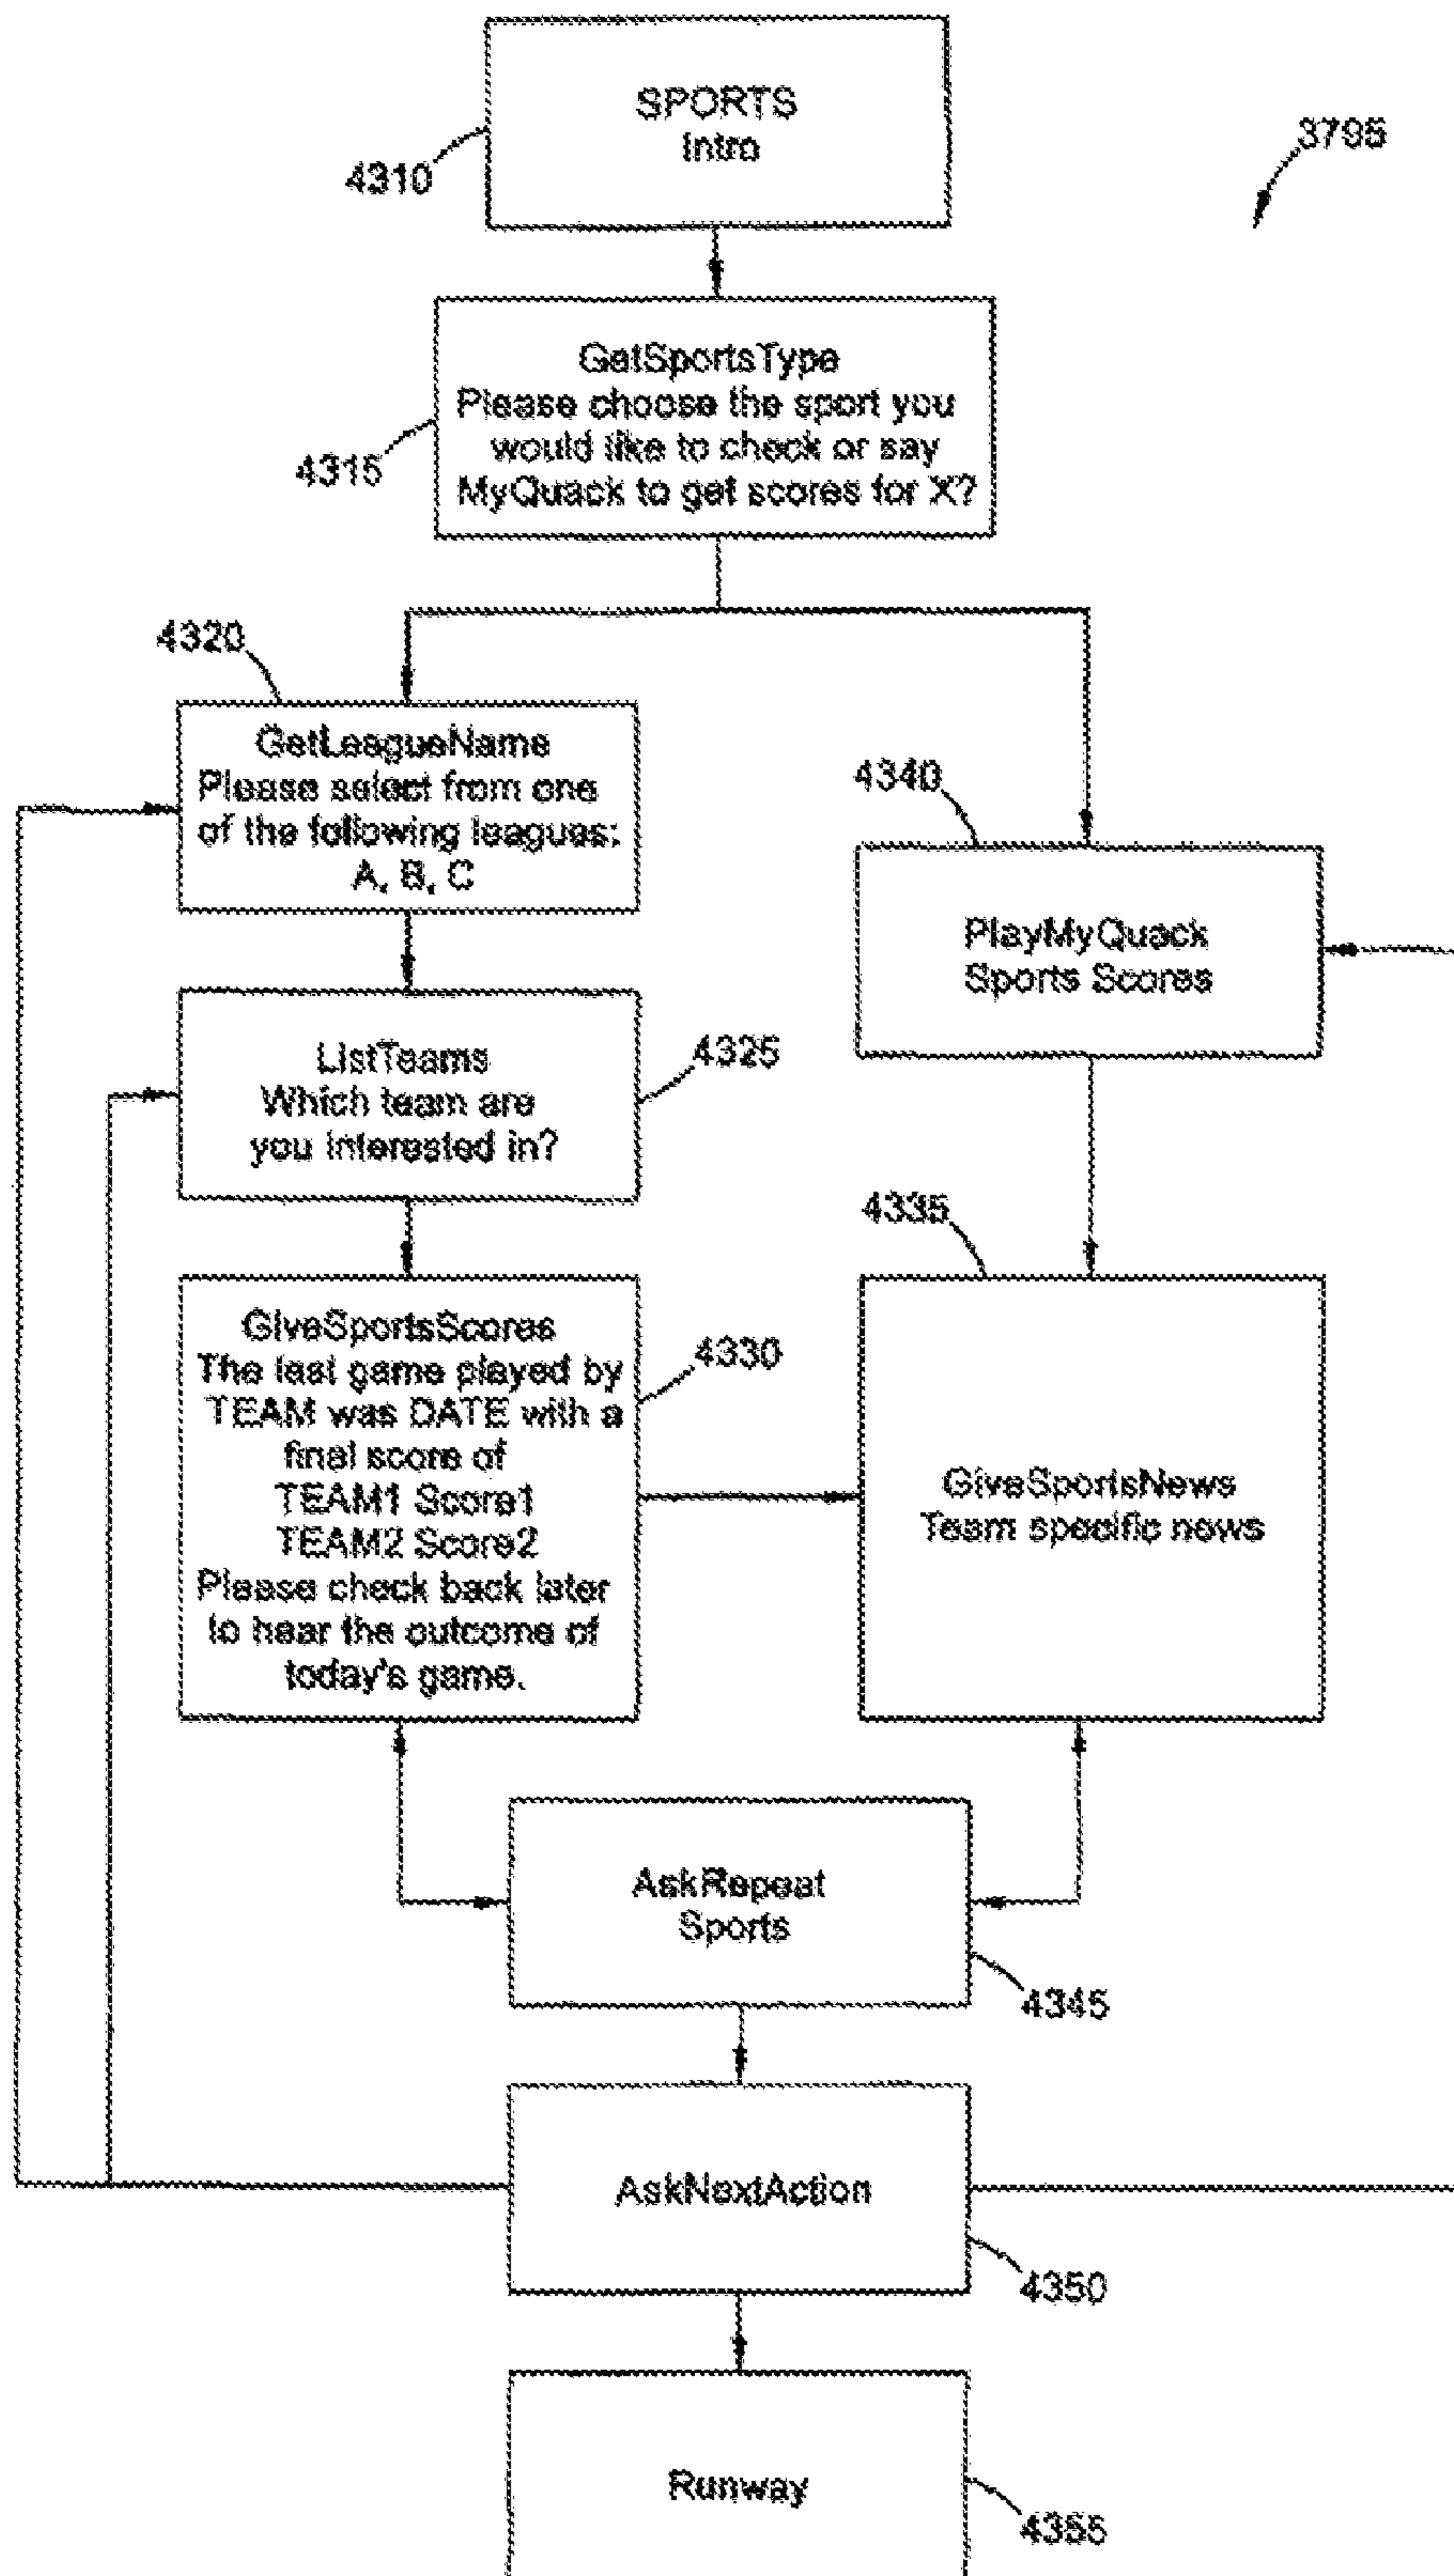 SPORTS
Intro
4310
3795
GetSportsType
Please choose the sport you
would like to check or say
MyQuack to get scores for X?
4315
4320
GetLeagueName
Please select from one
of the following leagues:
A, B, C
4340
PlayMyQuack
Sports Scores
ListTeams
Which team are
you interested in?
4325
4335
GiveSportsScores
The last game played by
TEAM was DATE with a
final score of
TEAM1 Score1
TEAM2 Score2
Please check back later
to hear the outcome of
today's game.
4330
GiveSportsNews
Team specific news
AskRepeat
Sports
4345
AskNextAction
4350
Runway
4355